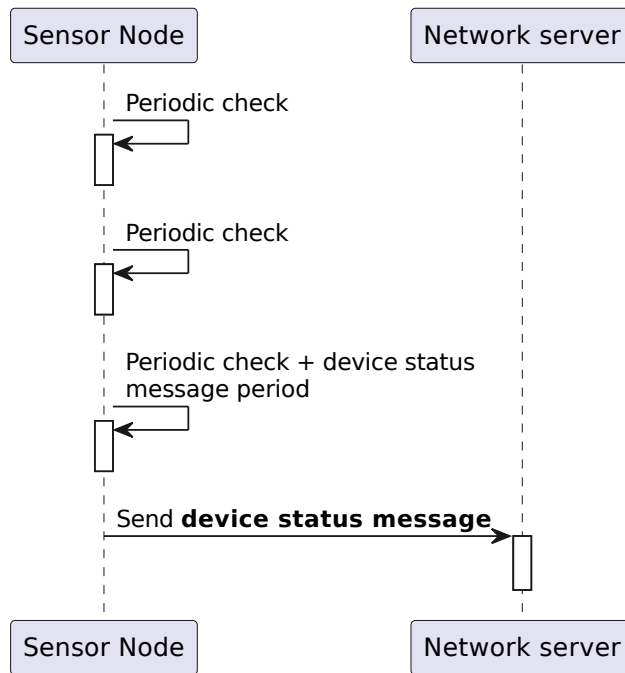 Sensor Node
Network server
Periodic check
Periodic check
Periodic check + device status
message period
Send device status message
Sensor Node
Network server